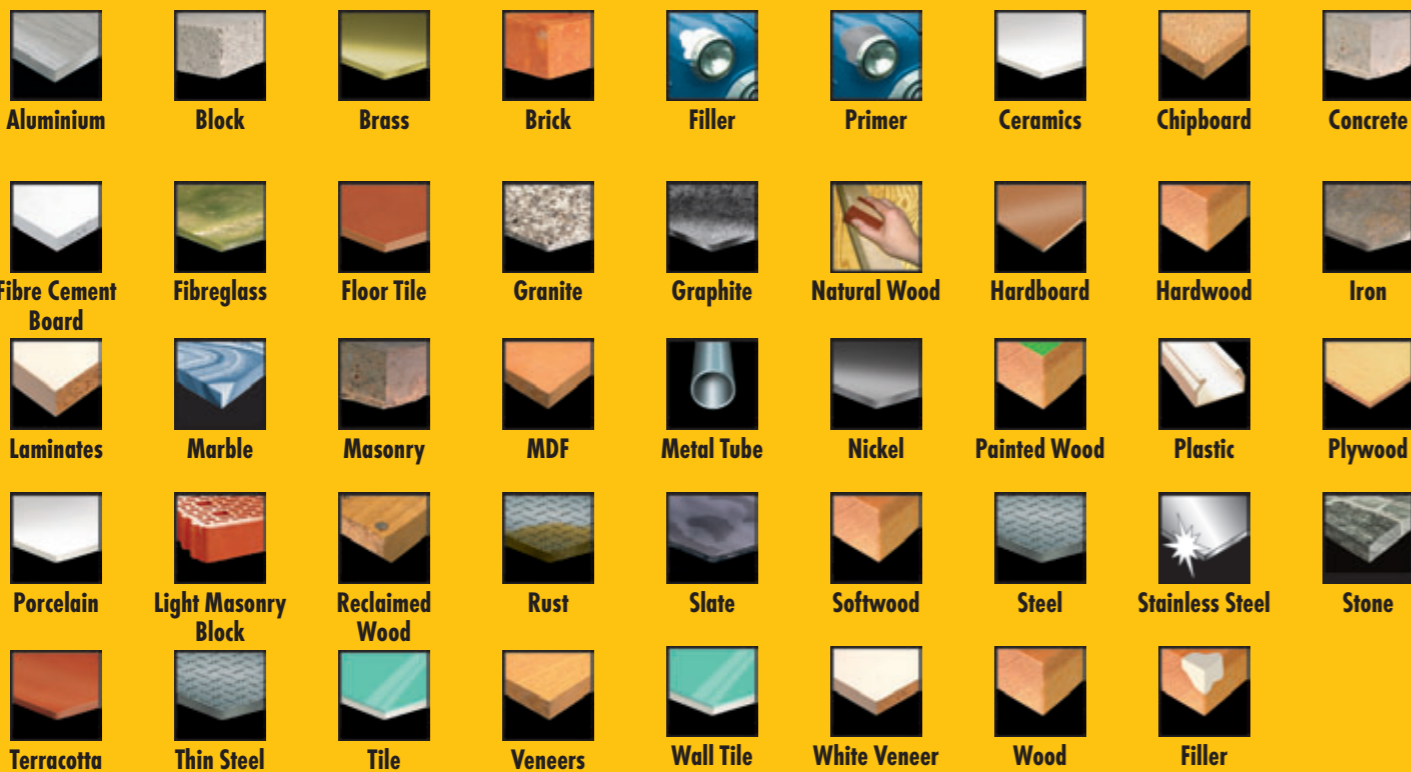 Aluminium Block Brass Brick Filler Primer Ceramics Chipboard Concrete
Fibre Cement Fibreglass Floor Tile Granite Graphite Natural Wood Hardboard Hardwood Iron
Board
Laminates Marble Masonry MDF Metal Tube Nickel Painted Wood Plastic Plywood
Porcelain Light Masonry Reclaimed Rust Slate Softwood Steel Stainless Steel Stone
Block Wood
Terracotta Thin Steel Tile Veneers Wall Tile White Veneer Wood Filler